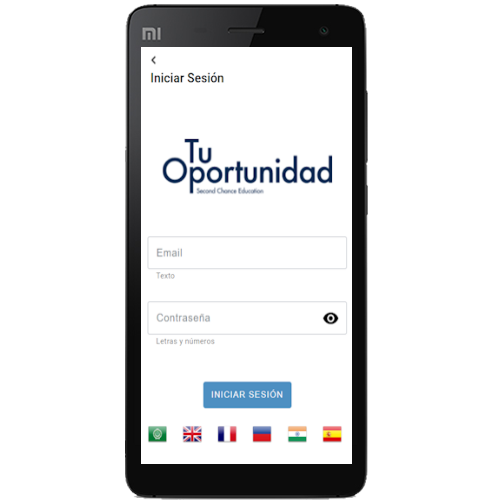 MI
Iniciar Sesión
Tu
Oportunidad
Second Chance Education
Email
Texto
Contraseña
Letras y números
INICIAR SESIÓN